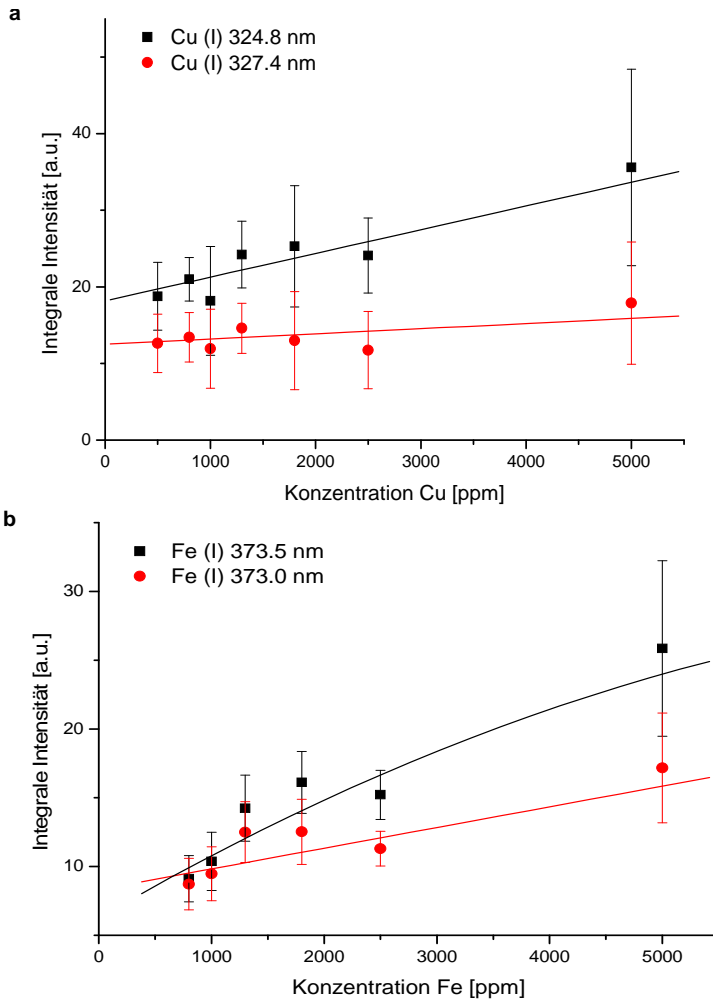 a
Cu (I) 324.8 nm
Cu (I) 327.4 nm
Integrale Intensität [a.u.]
40
20
0
0 1000 2000 3000 4000 5000
Konzentration Cu [ppm]
b
Fe (I) 373.5 nm
Fe (I) 373.0 nm
Integrale Intensität [a.u.]
30
20
10
0 1000 2000 3000 4000 5000
Konzentration Fe [ppm]